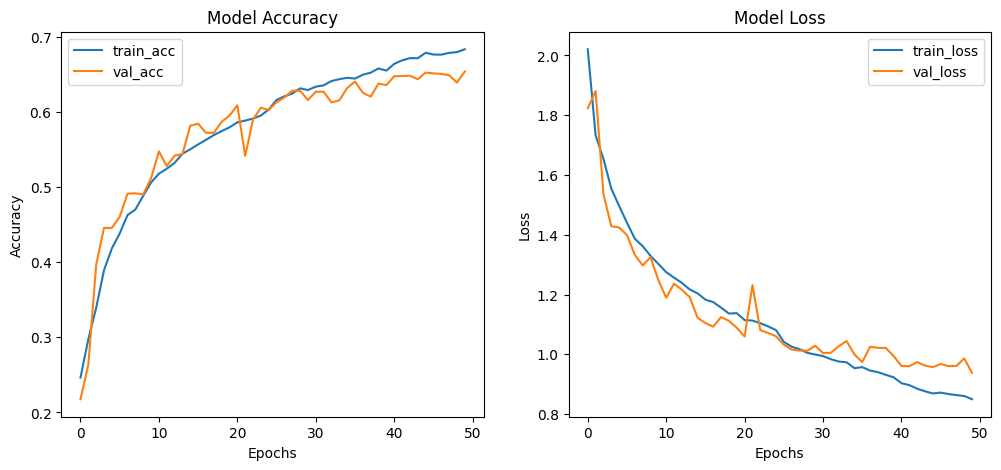 Model Accuracy
train_acc
val_acc
0.7
0.6
0.5
0.4
0.3
0.2
Accuracy
0
10
20
30
40
50
Epochs
Model Loss
train_loss
val_loss
2.0
1.8
1.6
1.4
1.2
1.0
0.8
Loss
0
10
20
30
40
50
Epochs